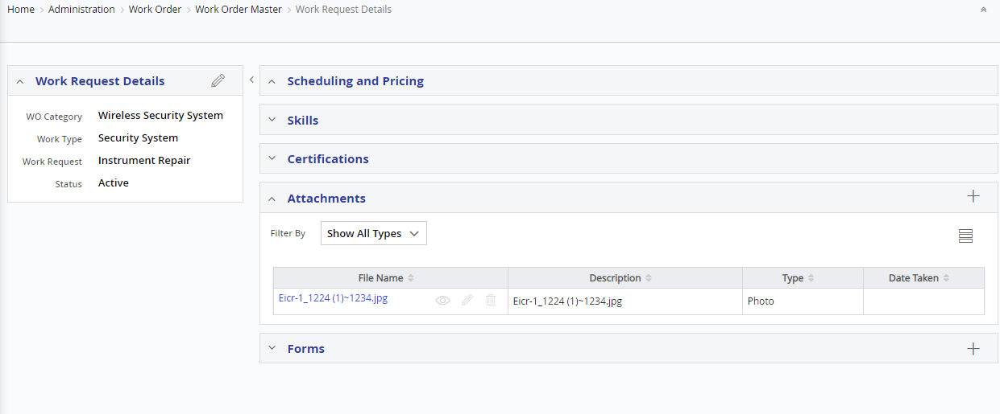 Home > Administration > Work Order > Work Order Master > Work Request Details
Work Request Details
WO Category Wireless Security System
Work Type Security System
Work Request Instrument Repair
Status Active
Scheduling and Pricing
Skills
Certifications
Attachments
Filter By Show All Types
File Name Description Type Date Taken
Eicr-1_1224 (1)~1234.jpg Eicr-1_1224 (1)~1234.jpg Photo
Forms